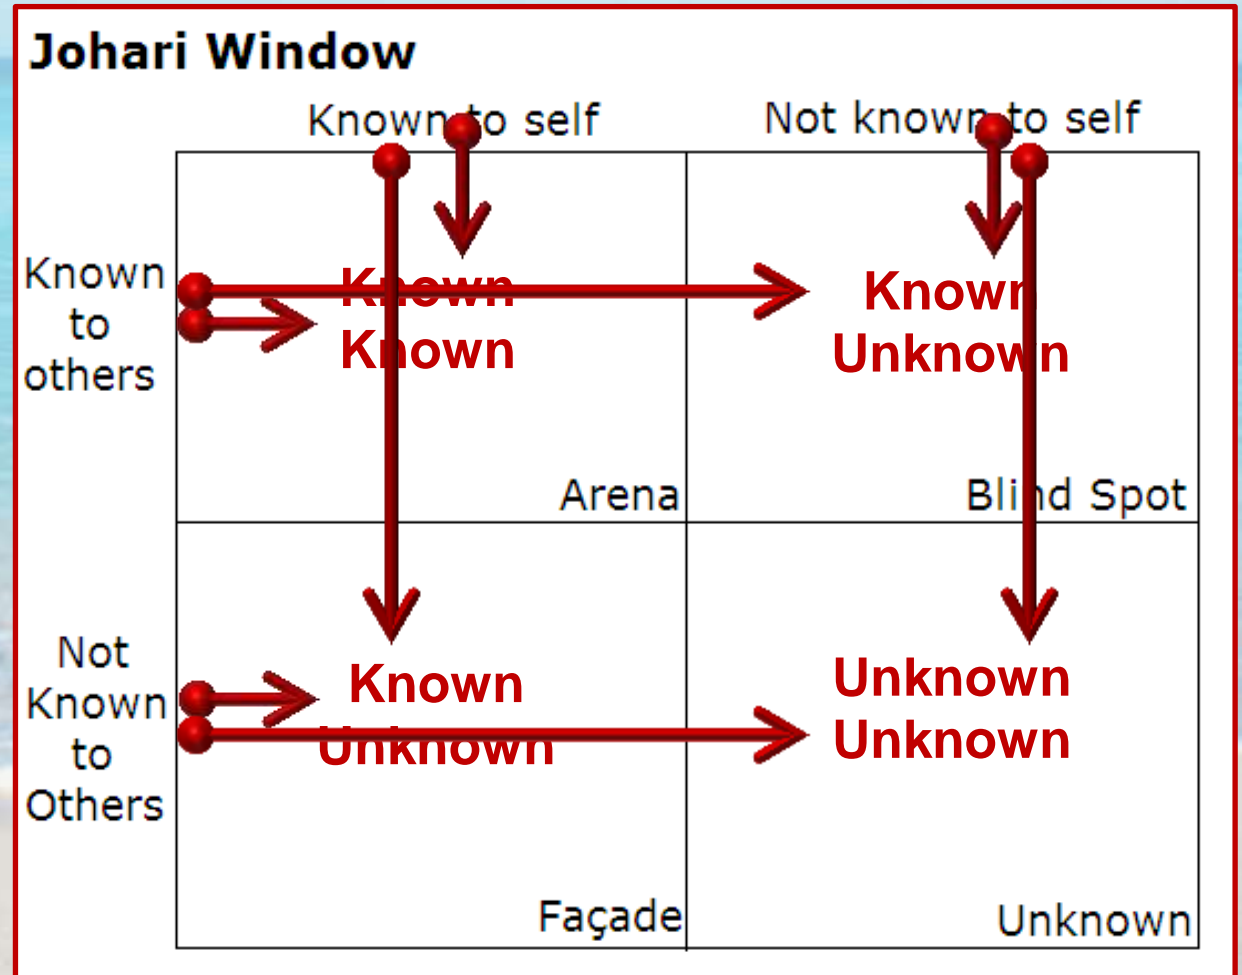 Johari Window
Known to self
Not known to self
Known
to
others
Known
Known
Arena
Known
Unknown
Blind Spot
Not
Known
to
Others
Known
Unknown
Façade
Unknown
Unknown
Unknown